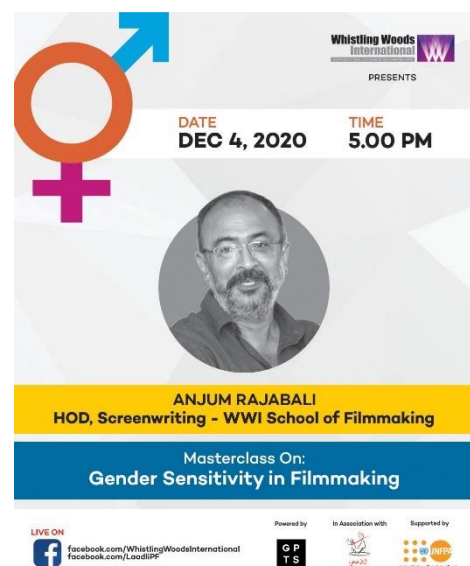 Whistling Woods
International
PRESENTS
DATE
DEC 4, 2020
TIME
5.00 PM
ANJUM RAJABALI
HOD, Screenwriting - WWI School of Filmmaking
Masterclass On:
Gender Sensitivity in Filmmaking
LIVE ON
facebook.com/WhistlingWoodsInternational
facebook.com/LaadliPF
Powered by
G P
T S
In Association with
Supported by
UNFPA